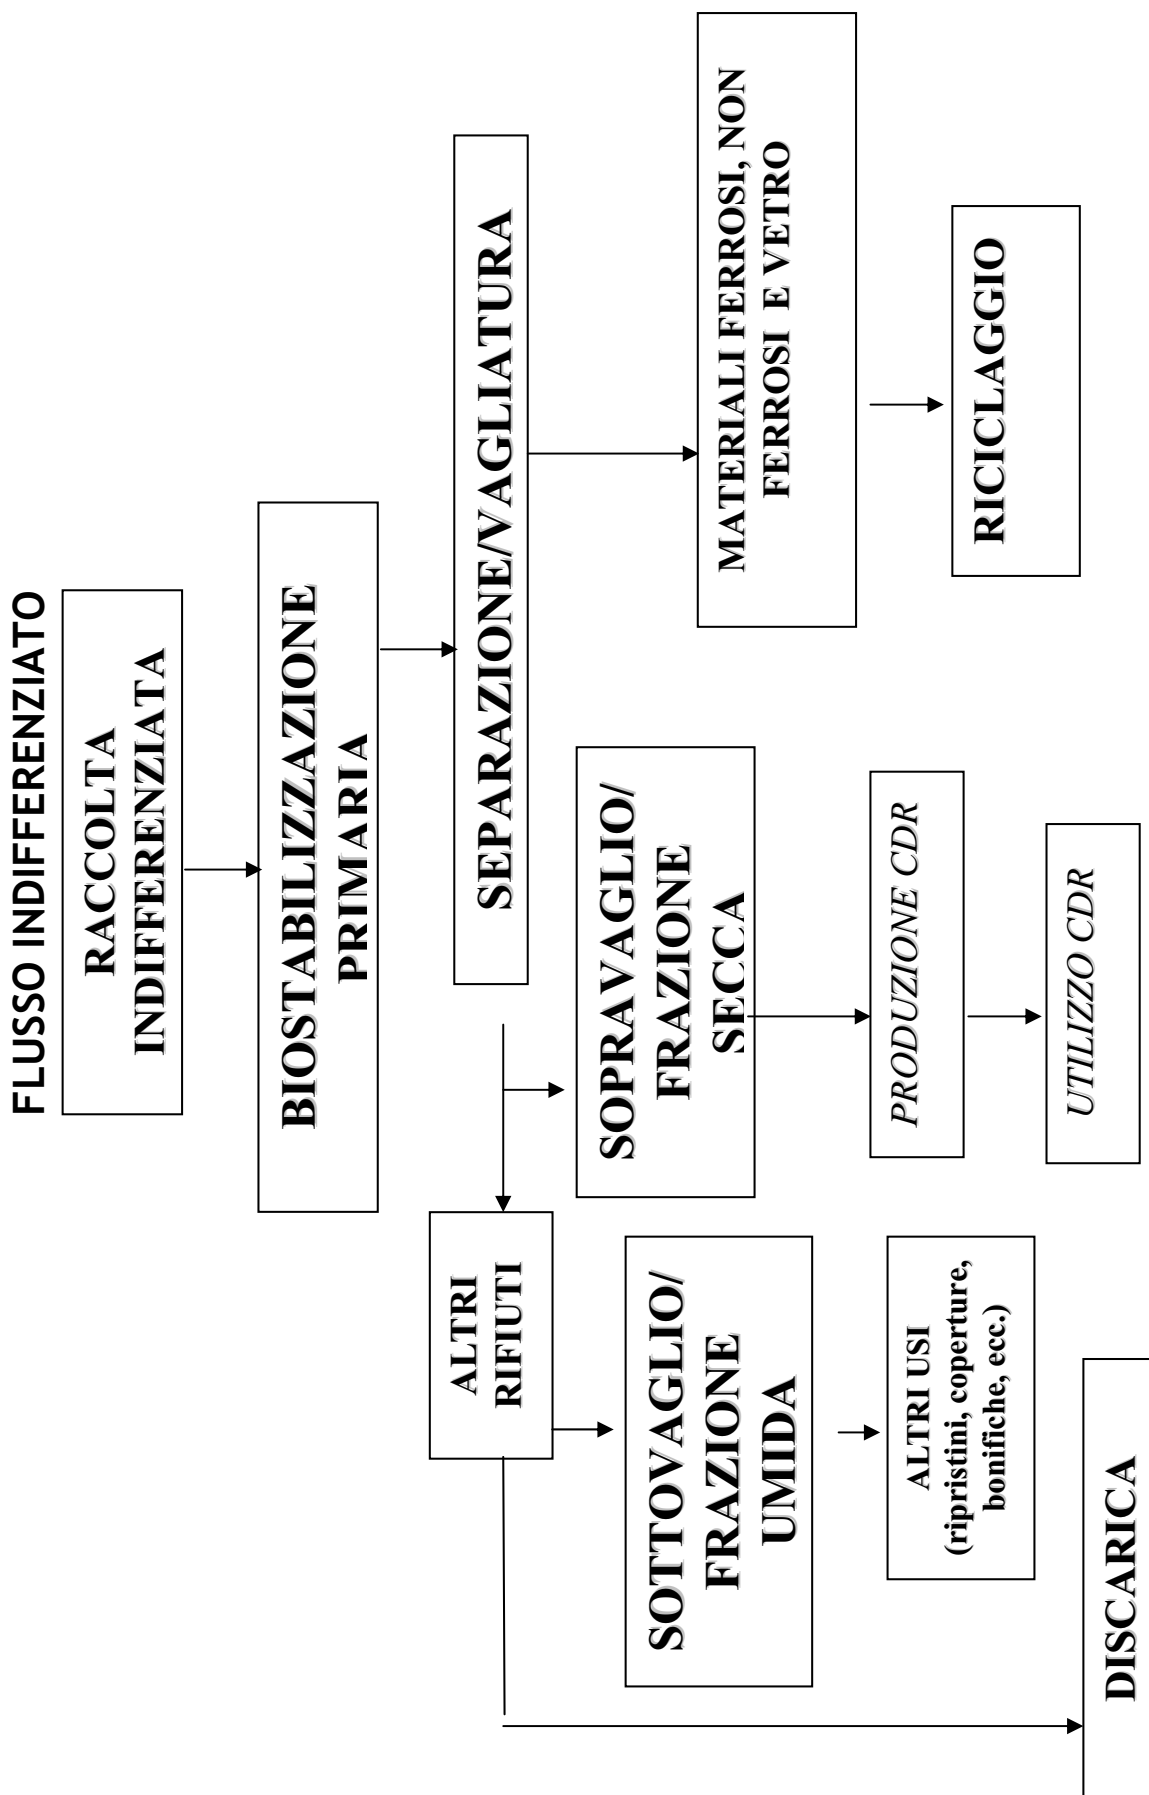 FLUSSO INDIFFERENZIATO
RACCOLTA
INDIFFERENZIATA
BIOSTABILIZZAZIONE
PRIMARIA
SEPARAZIONE/VAGLIATURA
ALTRI
RIFIUTI
SOTTOVAGLIO/
FRAZIONE
UMIDA
SOPRAVAGLIO/
FRAZIONE
SECCA
MATERIALI FERROSI, NON
FERROSI E VETRO
ALTRI USI
(ripristini, coperture,
bonifiche, ecc.)
PRODUZIONE CDR
RICICLAGGIO
UTILIZZO CDR
DISCARICA